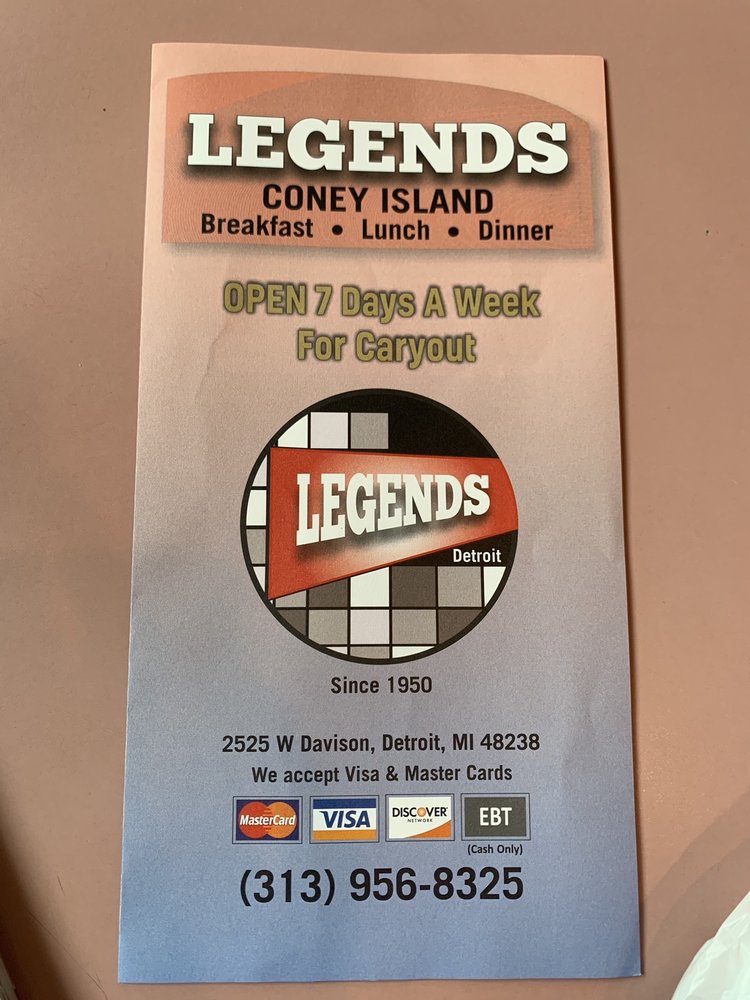 LEGENDS
CONEY ISLAND
Breakfast • Lunch • Dinner
OPEN 7 Days A Week
For Caryout
LEGENDS
Detroit
Since 1950
2525 W Davison, Detroit, MI 48238
We accept Visa & Master Cards
MasterCard VISA DISCOVER NETWORK EBT
(Cash Only)
(313) 956-8325